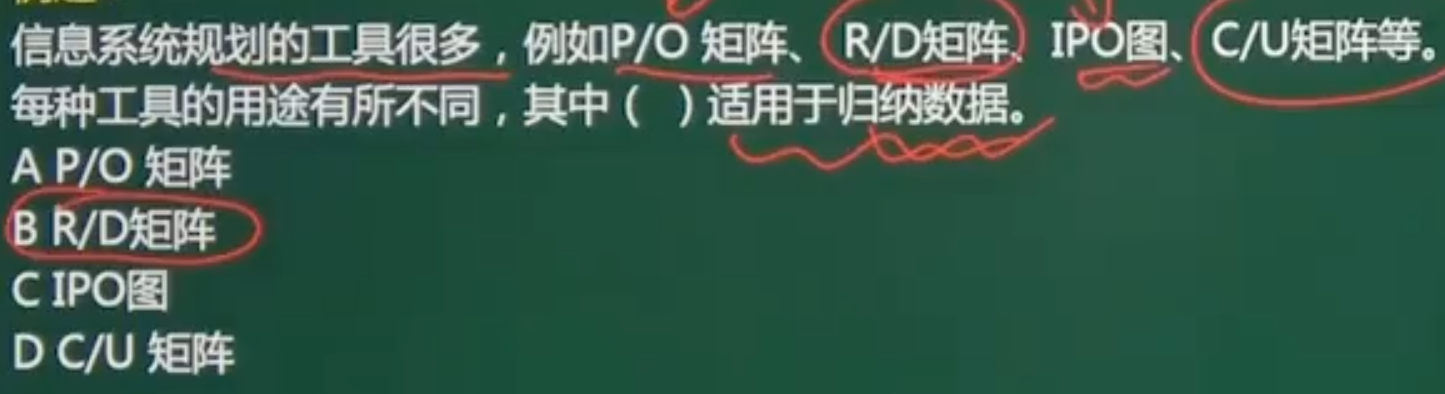 信息系统规划的工具很多，例如P/O 矩阵、R/D矩阵、IPO图、C/U矩阵等。
每种工具的用途有所不同，其中（  ）适用于归纳数据。
A P/O 矩阵
B R/D矩阵
C IPO图
D C/U 矩阵